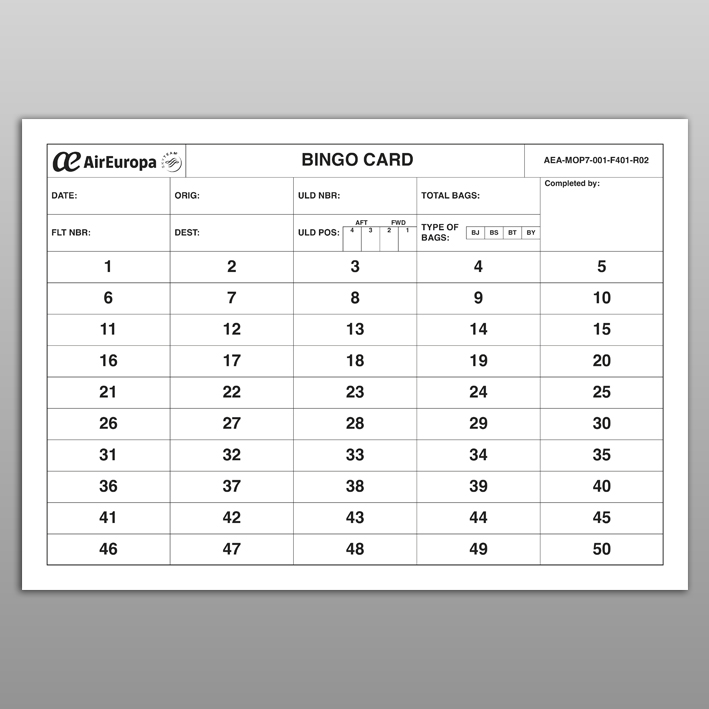 AirEuropa SKYTEAM BINGO CARD AEA-MOP7-001-F401-R02
DATE: ORIG: ULD NBR: TOTAL BAGS: Completed by:
FLT NBR: DEST: ULD POS: AFT FWD
4 3 2 1
TYPE OF BAGS: BJ BS BT BY
1 2 3 4 5
6 7 8 9 10
11 12 13 14 15
16 17 18 19 20
21 22 23 24 25
26 27 28 29 30
31 32 33 34 35
36 37 38 39 40
41 42 43 44 45
46 47 48 49 50